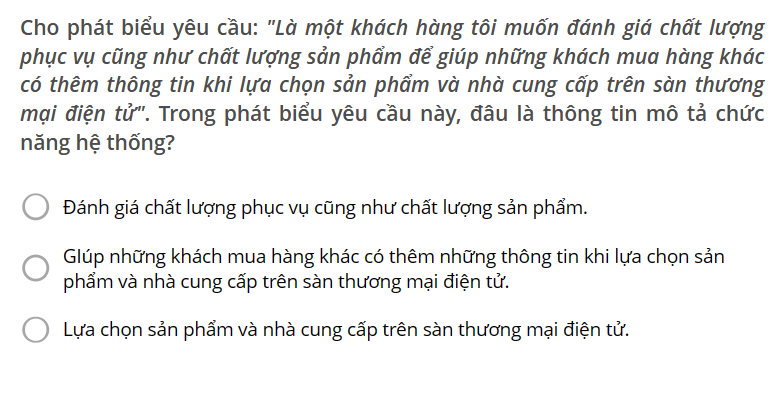 Cho phát biểu yêu cầu: "Là một khách hàng tôi muốn đánh giá chất lượng
phục vụ cũng như chất lượng sản phẩm để giúp những khách mua hàng khác
có thêm thông tin khi lựa chọn sản phẩm và nhà cung cấp trên sàn thương
mại điện tử". Trong phát biểu yêu cầu này, đâu là thông tin mô tả chức
năng hệ thống?
Đánh giá chất lượng phục vụ cũng như chất lượng sản phẩm.
GIúp những khách mua hàng khác có thêm những thông tin khi lựa chọn sản
phẩm và nhà cung cấp trên sàn thương mại điện tử.
Lựa chọn sản phẩm và nhà cung cấp trên sàn thương mại điện tử.